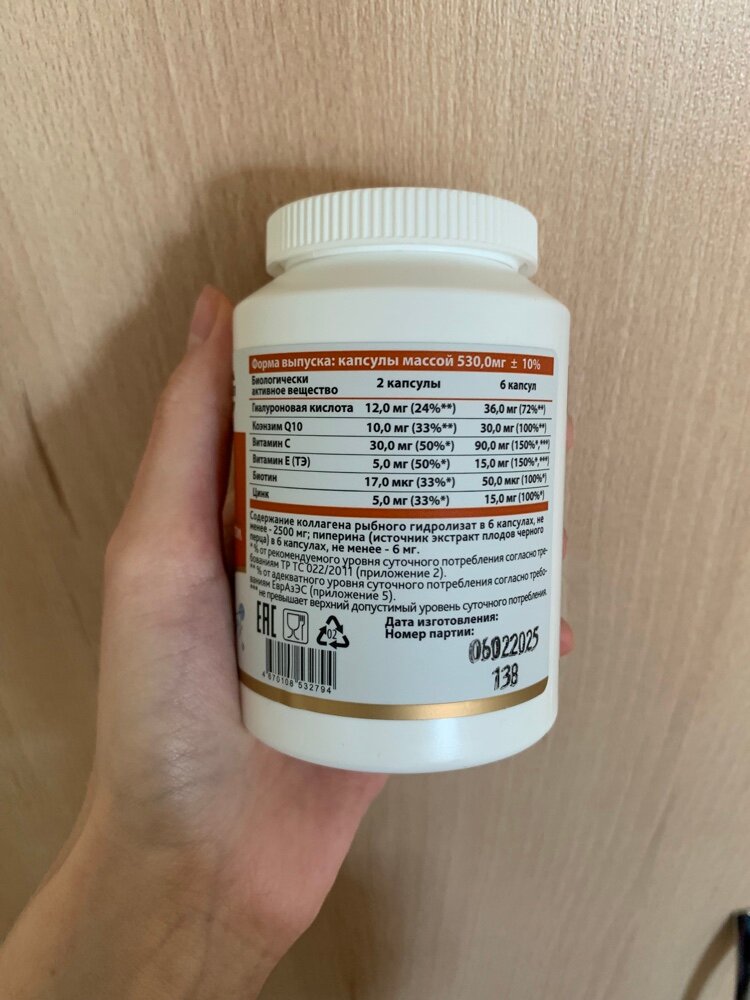 Форма выпуска: капсулы массой 530,0мг ± 10%
Биологически активное вещество 2 капсулы 6 капсул
Гиалуроновая кислота 12,0 мг (24%**) 36,0 мг (72%**)
Коэнзим Q10 10,0 мг (33%**) 30,0 мг (100%**)
Витамин С 30,0 мг (50%*) 90,0 мг (150%*,***)
Витамин Е (ТЭ) 5,0 мг (50%*) 15,0 мг (150%*,***)
Биотин 17,0 мкг (33%*) 50,0 мкг (100%*)
Цинк 5,0 мг (33%*) 15,0 мг (100%*)
Содержание коллагена рыбного гидролизат в 6 капсулах, не
менее - 2500 мг; пиперина (источник экстракт плодов черного
перца) в 6 капсулах, не менее - 6 мг.
* % от рекомендуемого уровня суточного потребления согласно тре-
бованиям ТР ТС 022/2011 (приложение 2).
** % от адекватного уровня суточного потребления согласно требо-
ваниям ЕврАзЭС (приложение 5).
*** не превышает верхний допустимый уровень суточного потребления.
EAC
02
Дата изготовления:
Номер партии:
06022025
138
4 670108 532794